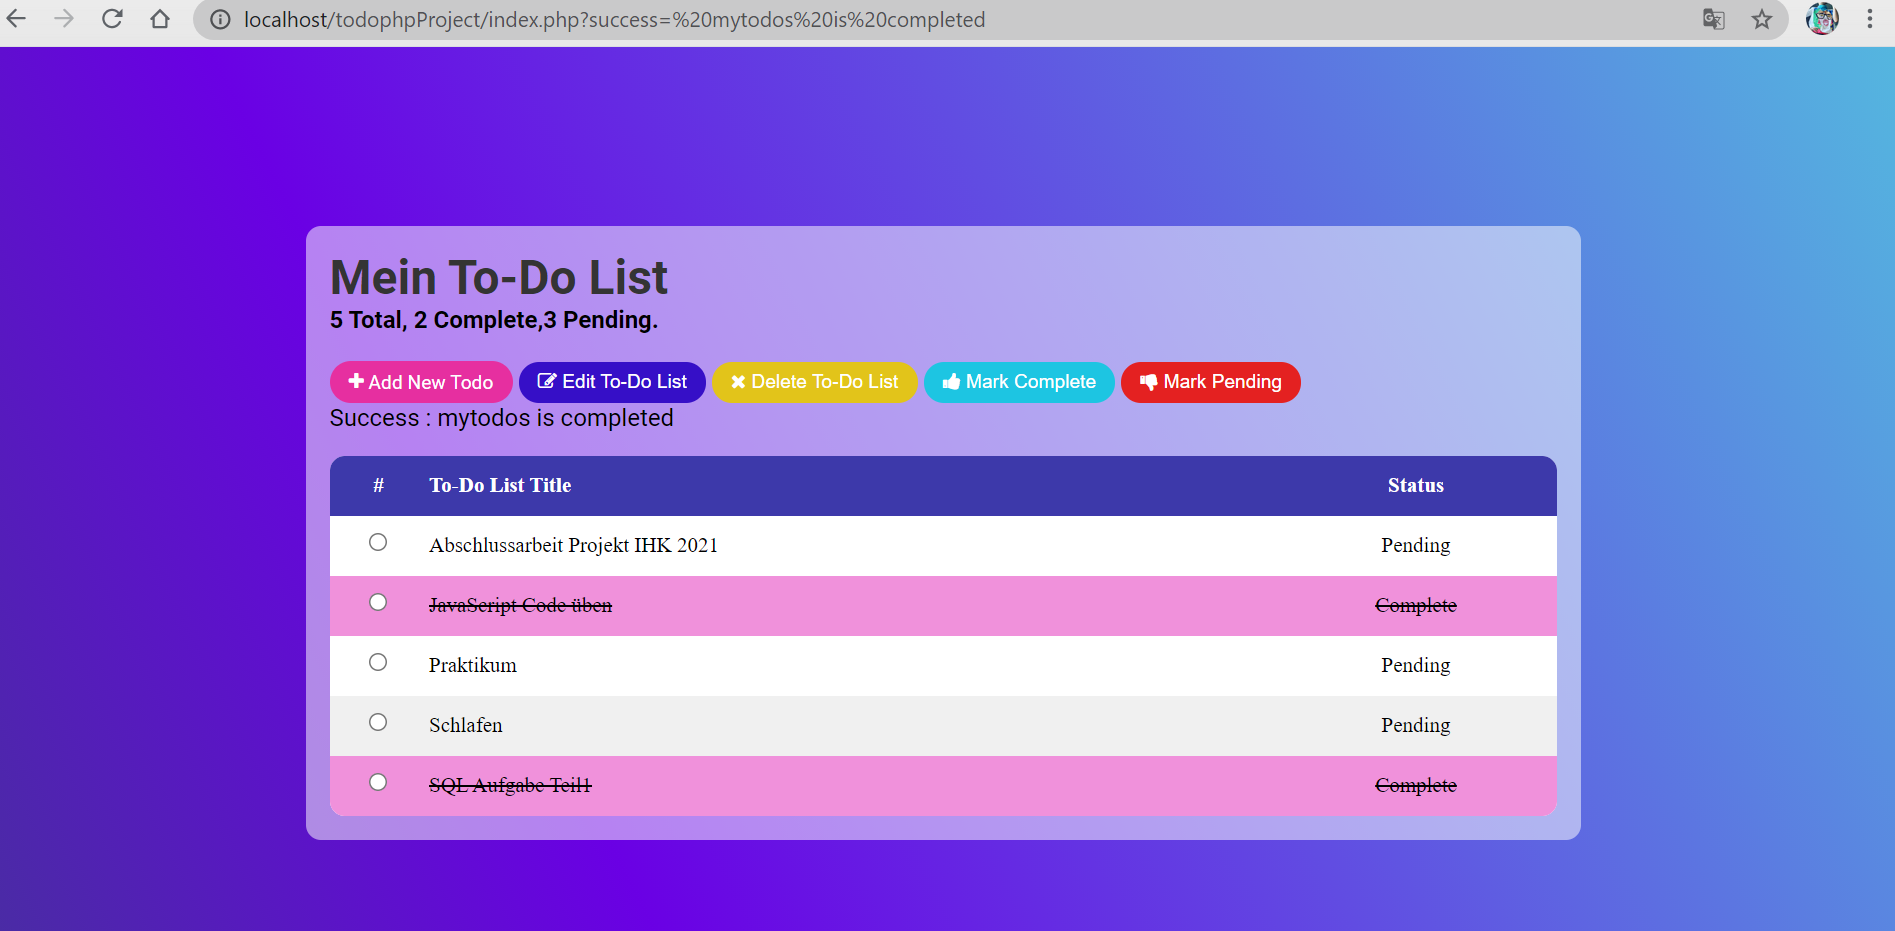 localhost/todophpProject/index.php?success=%20mytodos%20is%20completed
Mein To-Do List
5 Total, 2 Complete,3 Pending.
Add New Todo Edit To-Do List Delete To-Do List Mark Complete Mark Pending
Success : mytodos is completed
# To-Do List Title Status
Abschlussarbeit Projekt IHK 2021 Pending
JavaScript Code üben Complete
Praktikum Pending
Schlafen Pending
SQL Aufgabe Teil1 Complete